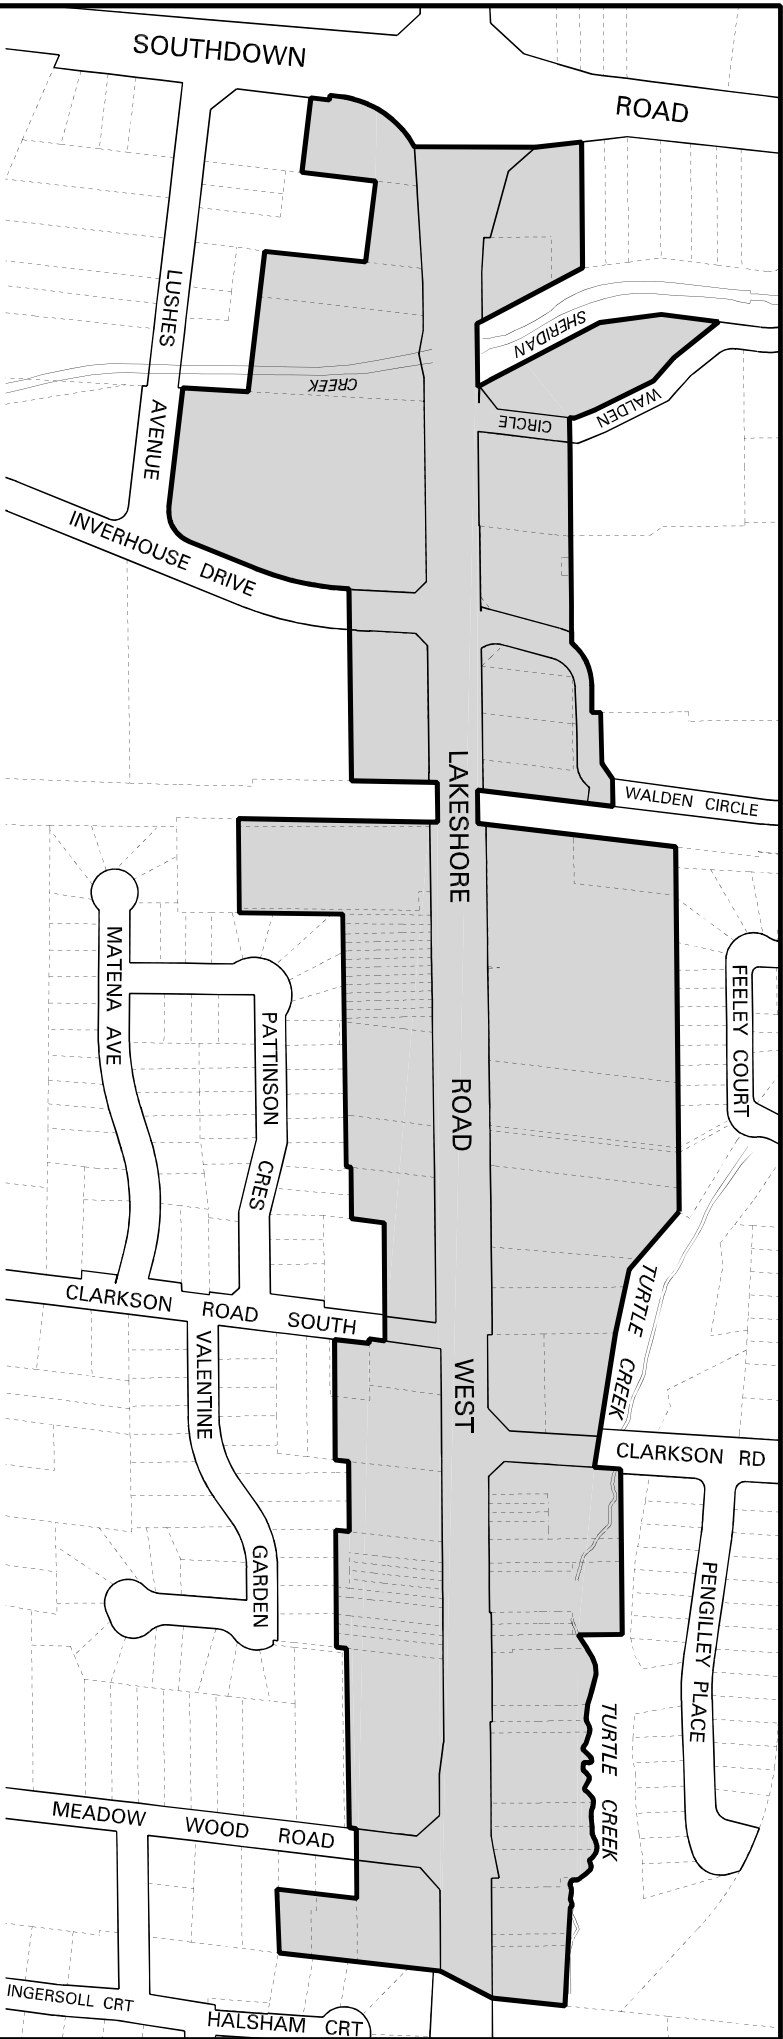 SOUTHDOWN
ROAD
LUSHES
AVENUE
SHERIDAN
CREEK
WALDEN
CIRCLE
INVERHOUSE DRIVE
LAKESHORE
ROAD
WEST
WALDEN CIRCLE
MATENA AVE
PATTINSON
CRES
FEELEY COURT
TURTLE CREEK
CLARKSON ROAD SOUTH
VALENTINE
GARDEN
CLARKSON RD
PENGILLEY PLACE
TURTLE CREEK
MEADOW WOOD ROAD
INGERSOLL CRT
HALSHAM CRT